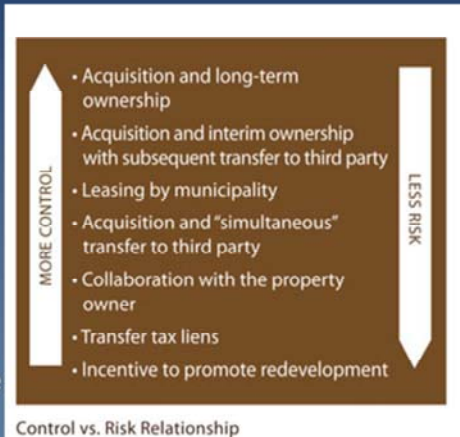 MORE CONTROL
• Acquisition and long-term
ownership
• Acquisition and interim ownership
with subsequent transfer to third party
• Leasing by municipality
• Acquisition and "simultaneous"
transfer to third party
• Collaboration with the property
owner
• Transfer tax liens
• Incentive to promote redevelopment
LESS RISK
Control vs. Risk Relationship